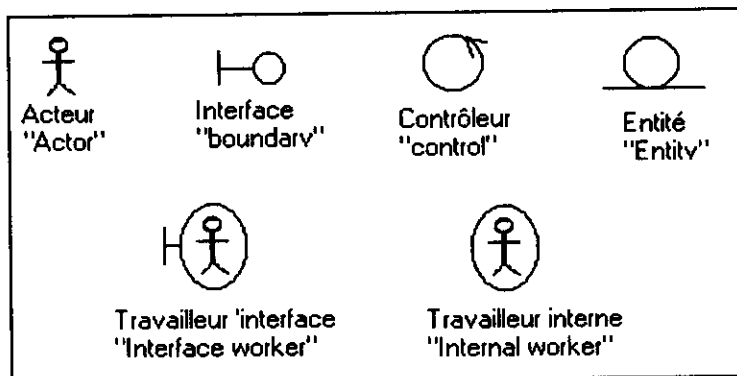 Acteur
"Actor"
Interface
"boundary"
Contrôleur
"control"
Entité
"Entity"
Travailleur 'interface
"Interface worker"
Travailleur interne
"Internal worker"